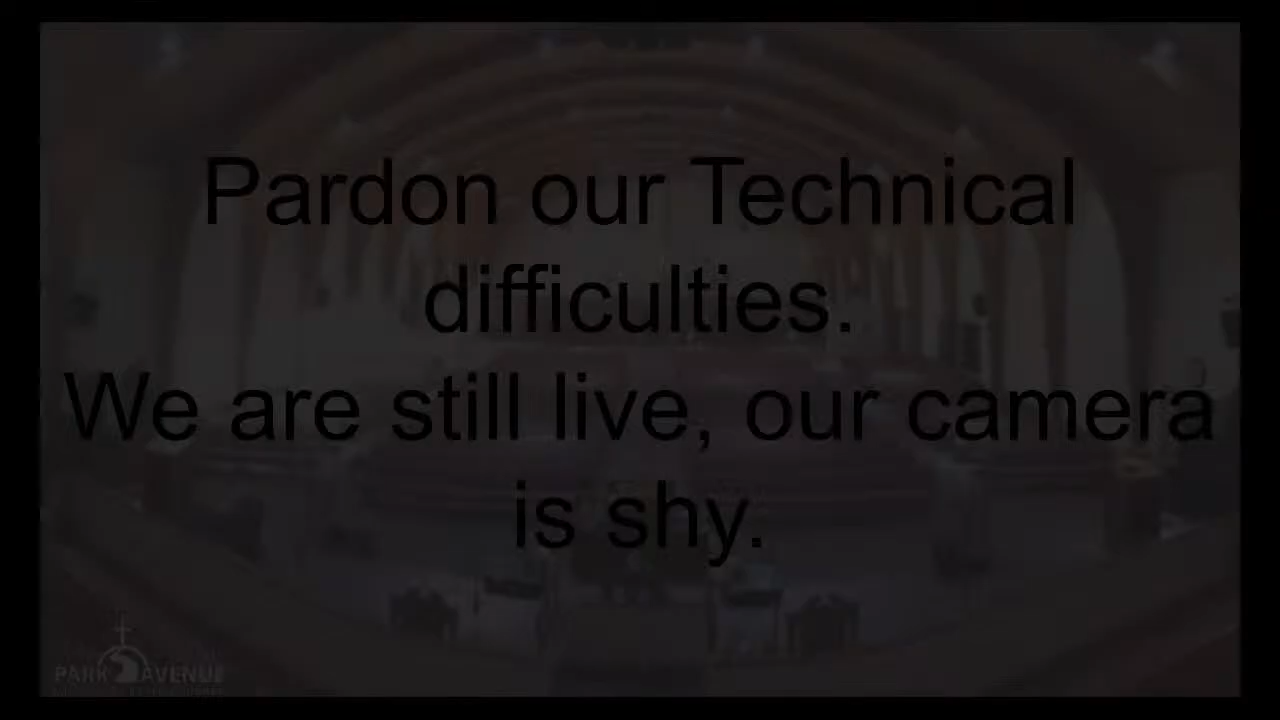 Pardon our Technical
difficulties.
We are still live, our camera
is shy.
PARK AVENUE